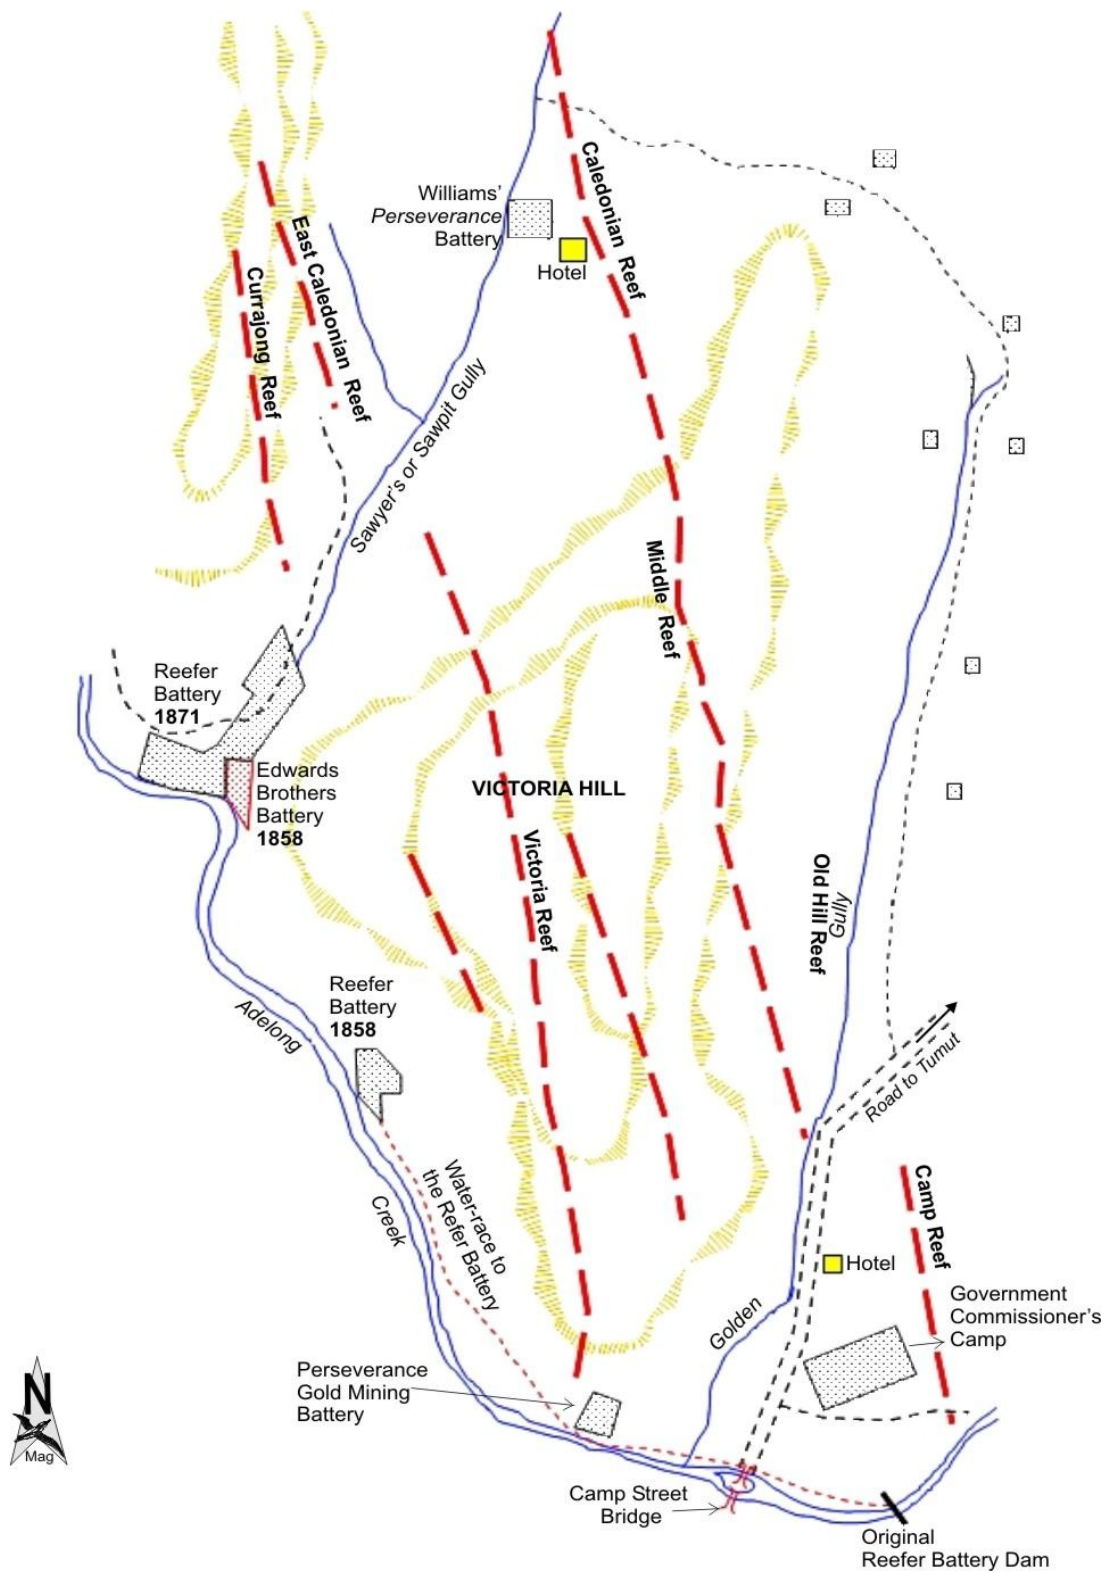 Williams'
Perseverance
Battery
Hotel
Caledonian Reef
East Caledonian Reef
Currajong Reef
Sawyer's or Sawpit Gully
Middle Reef
Reefer
Battery
1871
Edwards
Brothers
Battery
1858
VICTORIA HILL
Victoria Reef
Old Hill Reef
Gully
Reefer
Battery
1858
Adelong
Creek
Road to Tumut
Water-race to
the Refer Battery
Camp Reef
Hotel
Government
Commissioner's
Camp
Golden
Perseverance
Gold Mining
Battery
N
Mag
Camp Street
Bridge
Original
Reefer Battery Dam